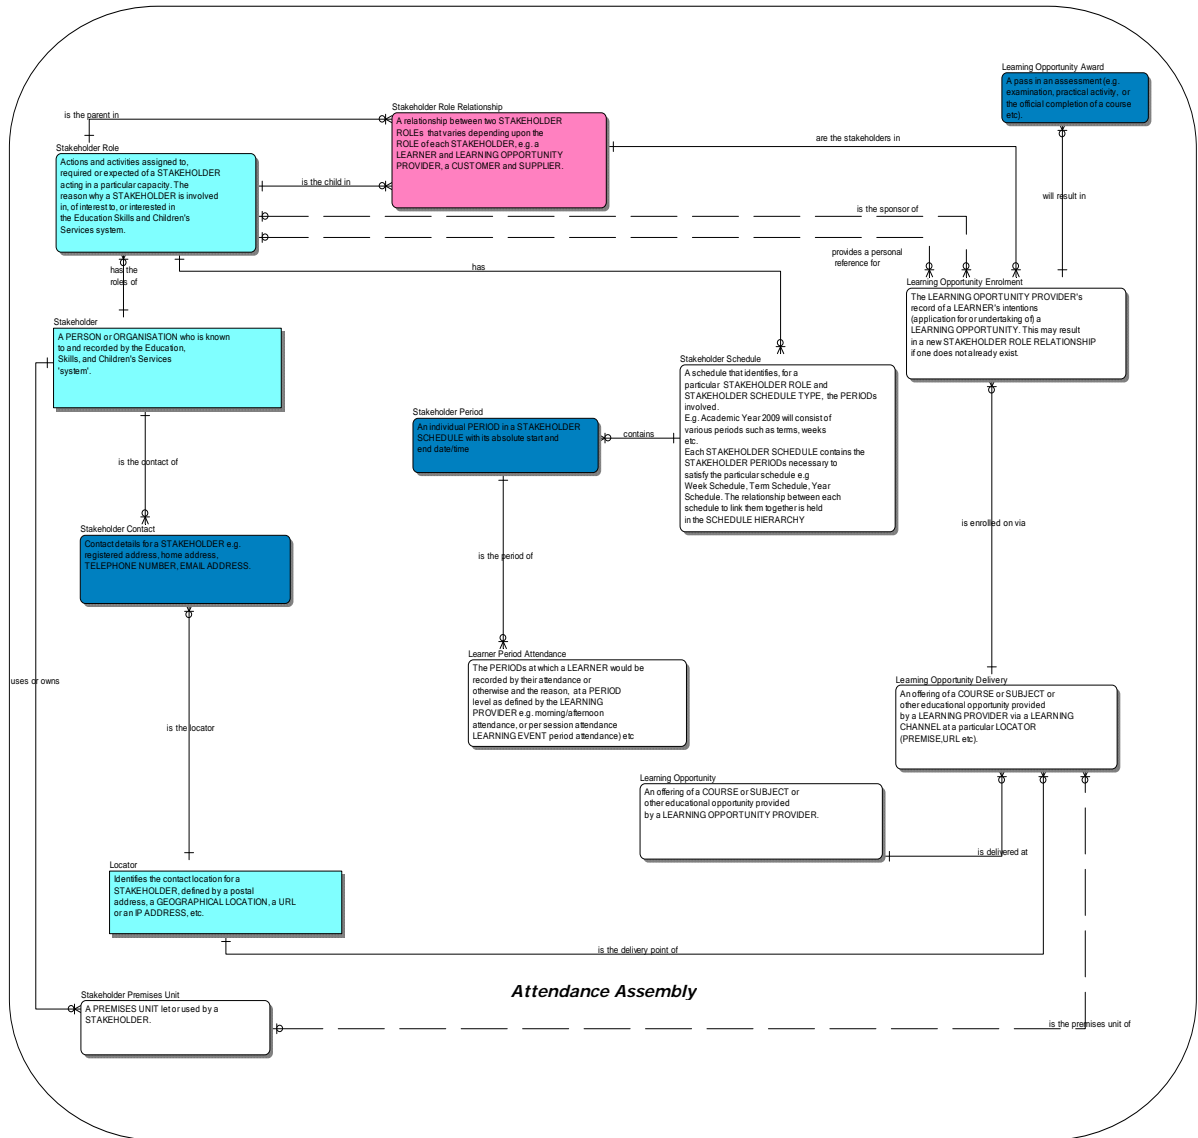 Learning Opportunity Award
A pass in an assessment (e.g.
examination, practical activity, or
the official completion of a course
etc).
is the parent in
Stakeholder Role Relationship
A relationship between two STAKEHOLDER
ROLEs that varies depending upon the
ROLE of each STAKEHOLDER, e.g. a
LEARNER and LEARNING OPPORTUNITY
PROVIDER, a CUSTOMER and SUPPLIER.
are the stakeholders in
Stakeholder Role
Actions and activities assigned to,
required or expected of a STAKEHOLDER
acting in a particular capacity. The
reason why a STAKEHOLDER is involved
in, of interest to, or interested in
the Education Skills and Children's
Services system.
is the child in
will result in
is the sponsor of
provides a personal
reference for
has the
roles of
has
Learning Opportunity Enrolment
The LEARNING OPORTUNITY PROVIDER's
record of a LEARNER's intentions
(application for or undertaking of) a
LEARNING OPPORTUNITY. This may result
in a new STAKEHOLDER ROLE RELATIONSHIP
if one does not already exist.
Stakeholder
A PERSON or ORGANISATION who is known
to and recorded by the Education,
Skills, and Children's Services
'system'.
Stakeholder Schedule
A schedule that identifies, for a
particular STAKEHOLDER ROLE and
STAKEHOLDER SCHEDULE TYPE, the PERIODs
involved.
E.g. Academic Year 2009 will consist of
various periods such as terms, weeks
etc.
Each STAKEHOLDER SCHEDULE contains the
STAKEHOLDER PERIODs necessary to
satisfy the particular schedule e.g
Week Schedule, Term Schedule, Year
Schedule. The relationship between each
schedule to link them together is held
in the SCHEDULE HIERARCHY
Stakeholder Period
An individual PERIOD in a STAKEHOLDER
SCHEDULE with its absolute start and
end date/time
contains
is the contact of
Stakeholder Contact
Contact details for a STAKEHOLDER e.g.
registered address, home address,
TELEPHONE NUMBER, EMAIL ADDRESS.
is enrolled on via
is the period of
Learner Period Attendance
The PERIODs at which a LEARNER would be
recorded by their attendance or
otherwise and the reason, at a PERIOD
level as defined by the LEARNING
PROVIDER e.g. morning/afternoon
attendance, or per session attendance
LEARNING EVENT period attendance) etc
uses or owns
is the locator
Learning Opportunity Delivery
An offering of a COURSE or SUBJECT or
other educational opportunity provided
by a LEARNING PROVIDER via a LEARNING
CHANNEL at a particular LOCATOR
(PREMISE,URL etc).
Learning Opportunity
An offering of a COURSE or SUBJECT or
other educational opportunity provided
by a LEARNING OPPORTUNITY PROVIDER.
is delivered at
Locator
Identifies the contact location for a
STAKEHOLDER, defined by a postal
address, a GEOGRAPHICAL LOCATION, a URL
or an IP ADDRESS, etc.
is the delivery point of
Stakeholder Premises Unit
A PREMISES UNIT let or used by a
STAKEHOLDER.
Attendance Assembly
is the premises unit of